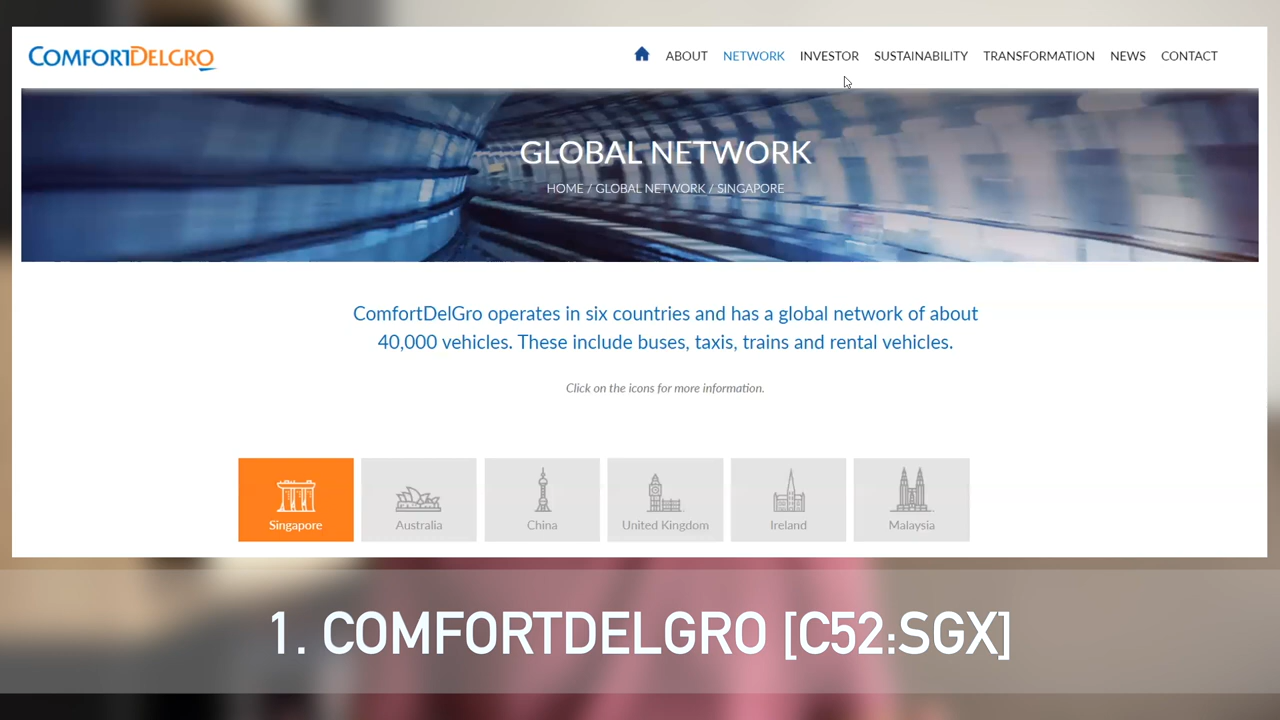 COMFORTDELGRO
ABOUT NETWORK INVESTOR SUSTAINABILITY TRANSFORMATION NEWS CONTACT
GLOBAL NETWORK
HOME / GLOBAL NETWORK / SINGAPORE
ComfortDelGro operates in six countries and has a global network of about
40,000 vehicles. These include buses, taxis, trains and rental vehicles.
Click on the icons for more information.
Singapore Australia China United Kingdom Ireland Malaysia
1. COMFORTDELGRO [C52:SGX]